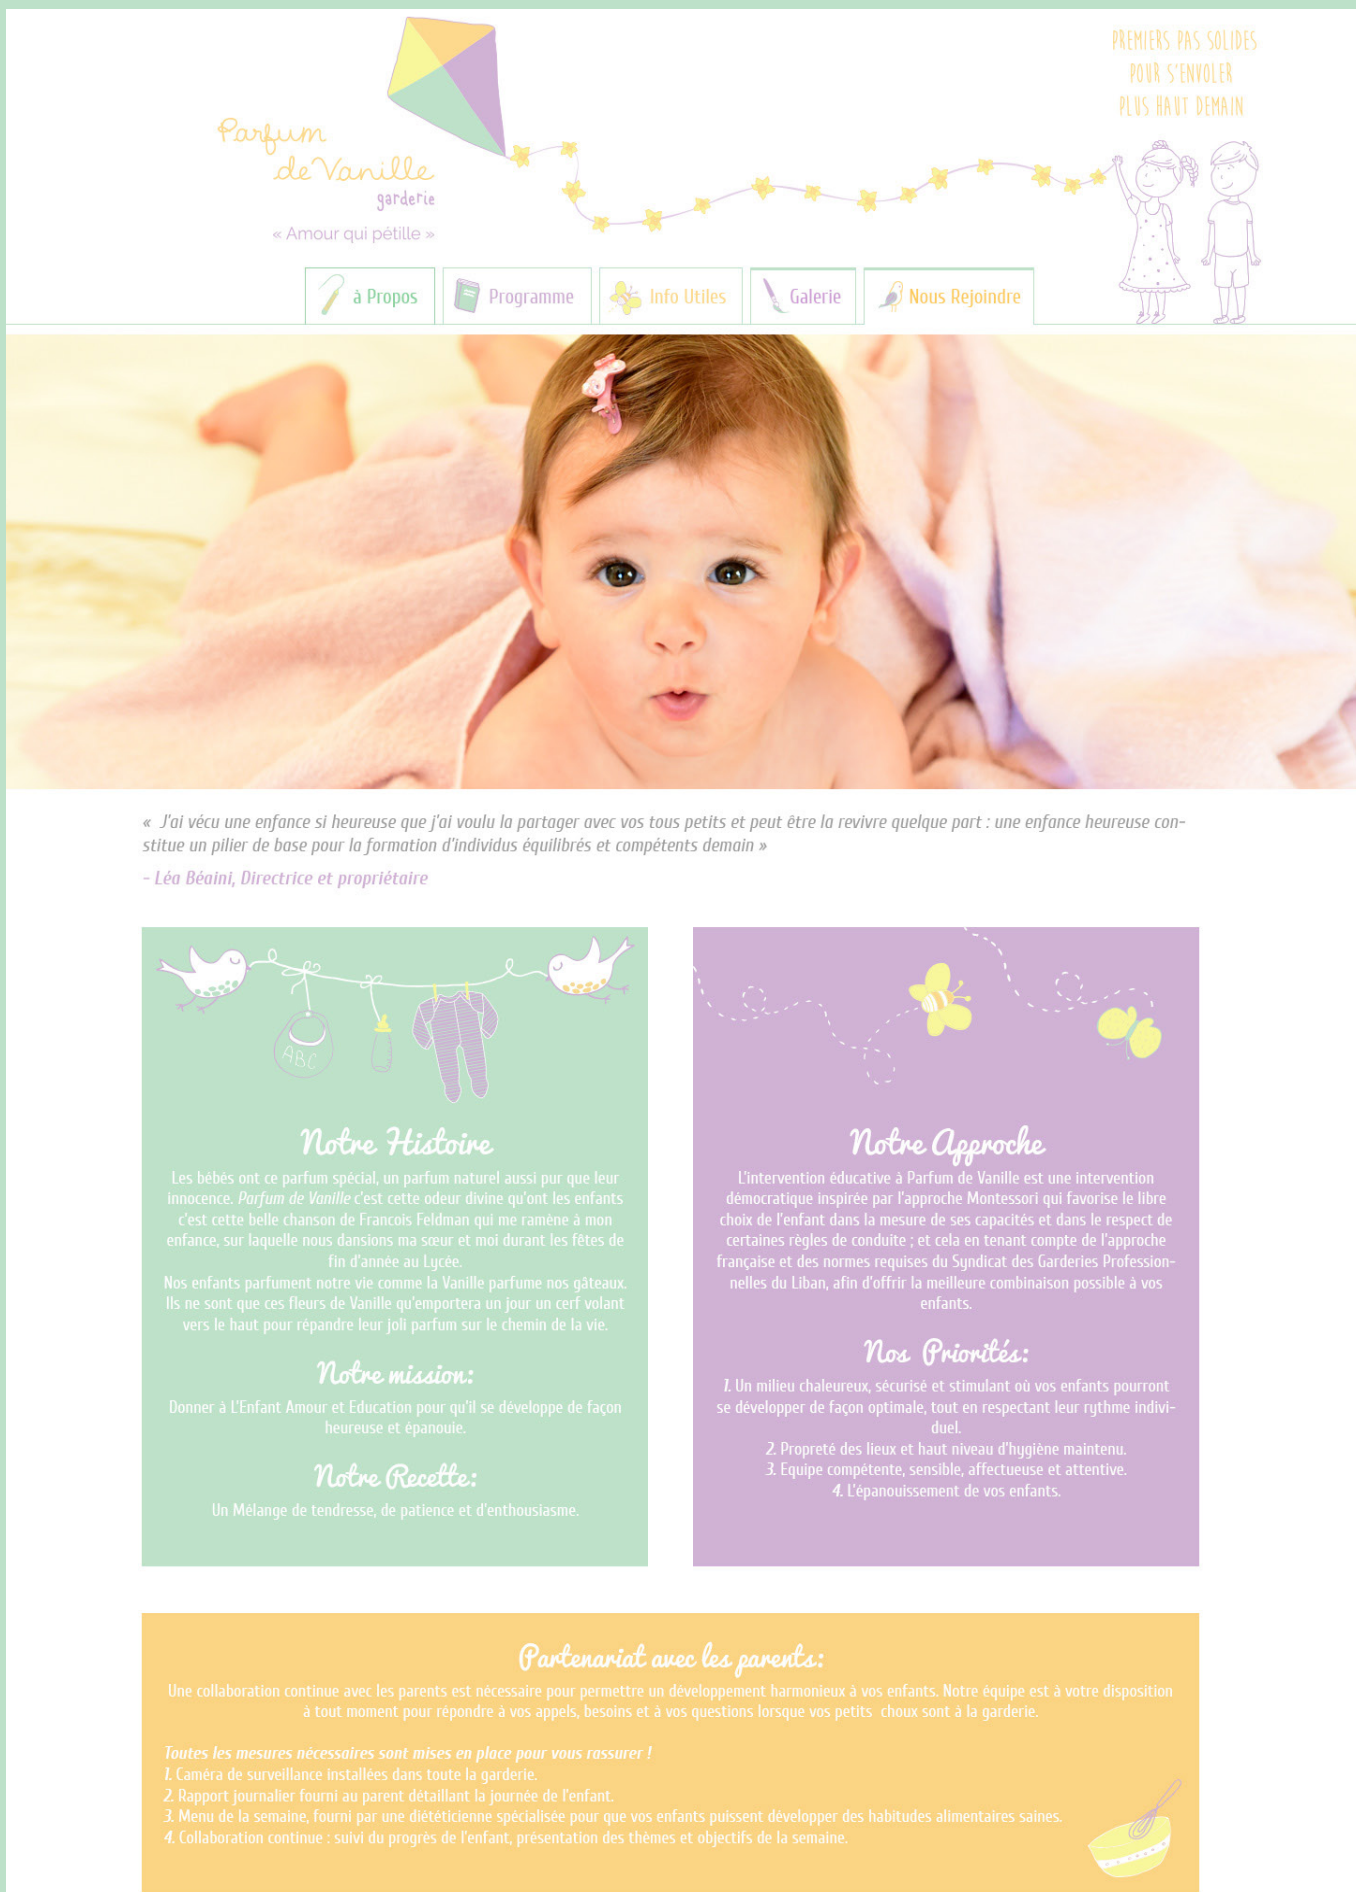 PREMIERS PAS SOLIDES
POUR S'ENVOLER
PLUS HAUT DEMAIN
Parfum
de Vanille
garderie
« Amour qui pétille »
à Propos
Programme
Info Utiles
Galerie
Nous Rejoindre
« J'ai vécu une enfance si heureuse que j'ai voulu la partager avec vos tous petits et peut être la revivre quelque part : une enfance heureuse con-
stitue un pilier de base pour la formation d'individus équilibrés et compétents demain »
- Léa Béaini, Directrice et propriétaire
ABC
Notre Histoire
Les bébés ont ce parfum spécial, un parfum naturel aussi pur que leur
innocence. Parfum de Vanille c'est cette odeur divine qu'ont les enfants
c'est cette belle chanson de Francois Feldman qui me ramène à mon
enfance, sur laquelle nous dansions ma sœur et moi durant les fêtes de
fin d'année au Lycée.
Nos enfants parfument notre vie comme la Vanille parfume nos gâteaux.
Ils ne sont que ces fleurs de Vanille qu'emportera un jour un cerf volant
vers le haut pour répandre leur joli parfum sur le chemin de la vie.
Notre mission:
Donner à L'Enfant Amour et Education pour qu'il se développe de façon
heureuse et épanouie.
Notre Recette:
Un Mélange de tendresse, de patience et d'enthousiasme.
Notre Approche
L'intervention éducative à Parfum de Vanille est une intervention
démocratique inspirée par l'approche Montessori qui favorise le libre
choix de l'enfant dans la mesure de ses capacités et dans le respect de
certaines règles de conduite ; et cela en tenant compte de l'approche
française et des normes requises du Syndicat des Garderies Profession-
nelles du Liban, afin d'offrir la meilleure combinaison possible à vos
enfants.
Nos Priorités:
1. Un milieu chaleureux, sécurisé et stimulant où vos enfants pourront
se développer de façon optimale, tout en respectant leur rythme indivi-
duel.
2. Propreté des lieux et haut niveau d'hygiène maintenu.
3. Equipe compétente, sensible, affectueuse et attentive.
4. L'épanouissement de vos enfants.
Partenariat avec les parents:
Une collaboration continue avec les parents est nécessaire pour permettre un développement harmonieux à vos enfants. Notre équipe est à votre disposition
à tout moment pour répondre à vos appels, besoins et à vos questions lorsque vos petits choux sont à la garderie.
Toutes les mesures nécessaires sont mises en place pour vous rassurer !
1. Caméra de surveillance installées dans toute la garderie.
2. Rapport journalier fourni au parent détaillant la journée de l'enfant.
3. Menu de la semaine, fourni par une diététicienne spécialisée pour que vos enfants puissent développer des habitudes alimentaires saines.
4. Collaboration continue : suivi du progrès de l'enfant, présentation des thèmes et objectifs de la semaine.